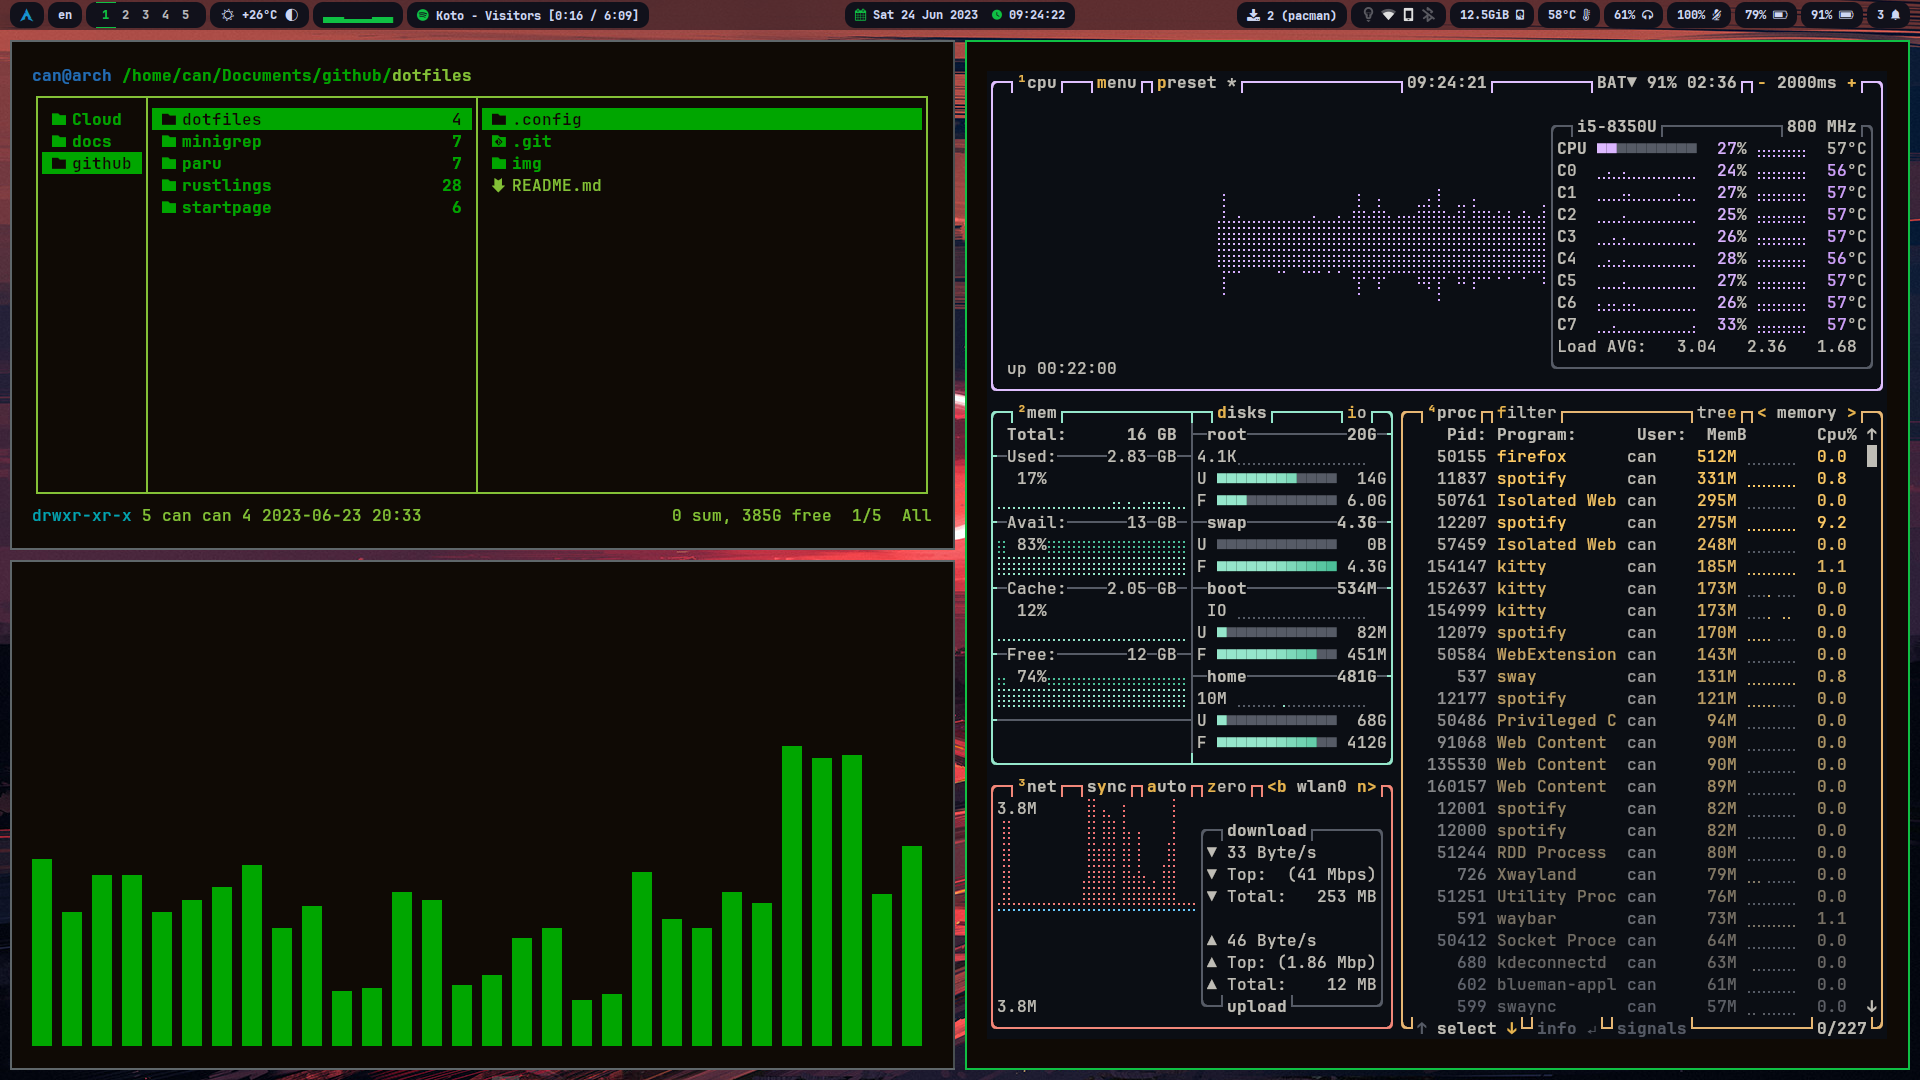 en 1 2 3 4 5 +26°C Koto - Visitors [0:16 / 6:09] Sat 24 Jun 2023 09:24:22 2 (pacman) 12.5GiB 58°C 61% 100% 79% 91% 3
can@arch /home/can/Documents/github/dotfiles
Cloud
docs
github
dotfiles 4
minigrep 7
paru 7
rustlings 28
startpage 6
.config
.git
img
README.md
drwxr-xr-x 5 can can 4 2023-06-23 20:33 0 sum, 385G free 1/5 All
¹cpu menu preset * 09:24:21 BAT▼ 91% 02:36 - 2000ms +
i5-8350U 800 MHz
CPU 27% 57°C
C0 24% 56°C
C1 27% 57°C
C2 25% 57°C
C3 26% 57°C
C4 28% 56°C
C5 27% 57°C
C6 26% 57°C
C7 33% 57°C
Load AVG: 3.04 2.36 1.68
up 00:22:00
²mem
Total: 16 GB
Used: 2.83 GB
17%
Avail: 13 GB
83%
Cache: 2.05 GB
12%
Free: 12 GB
74%
disks io
root 20G
4.1K
U 14G
F 6.0G
swap 4.3G
U 0B
F 4.3G
boot 534M
IO
U 82M
F 451M
home 481G
10M
U 68G
F 412G
³net sync auto zero <b wlan0 n>
3.8M
download
▼ 33 Byte/s
▼ Top: (41 Mbps)
▼ Total: 253 MB
▲ 46 Byte/s
▲ Top: (1.86 Mbp)
▲ Total: 12 MB
upload
3.8M
⁴proc filter tree < memory >
Pid: Program: User: MemB Cpu% ↑
50155 firefox can 512M 0.0
11837 spotify can 331M 0.8
50761 Isolated Web can 295M 0.0
12207 spotify can 275M 9.2
57459 Isolated Web can 248M 0.0
154147 kitty can 185M 1.1
152637 kitty can 173M 0.0
154999 kitty can 173M 0.0
12079 spotify can 170M 0.0
50584 WebExtension can 143M 0.0
537 sway can 131M 0.8
12177 spotify can 121M 0.0
50486 Privileged C can 94M 0.0
91068 Web Content can 90M 0.0
135530 Web Content can 90M 0.0
160157 Web Content can 89M 0.0
12001 spotify can 82M 0.0
12000 spotify can 82M 0.0
51244 RDD Process can 80M 0.0
726 Xwayland can 79M 0.0
51251 Utility Proc can 76M 0.0
591 waybar can 73M 1.1
50412 Socket Proce can 64M 0.0
680 kdeconnectd can 63M 0.0
602 blueman-appl can 61M 0.0
599 swaync can 57M 0.0 ↓
↑ select ↓ info ↲ signals 0/227